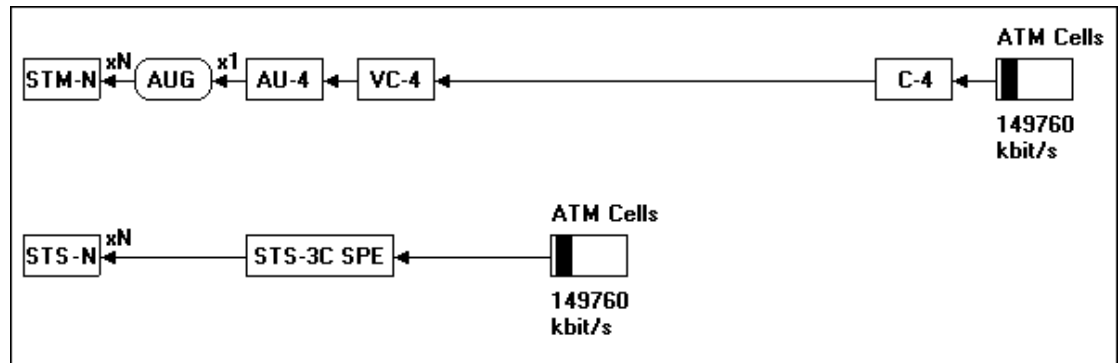 ATM Cells
STM-N xN AUG x1 AU-4 VC-4 C-4
149760
kbit/s
ATM Cells
STS-N xN STS-3C SPE
149760
kbit/s